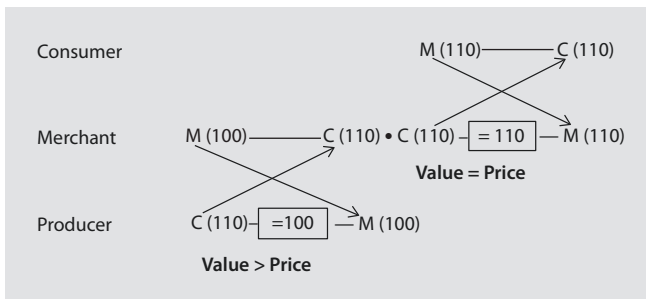 Consumer M (110) C (110)
Merchant M (100) C (110) • C (110) = 110 M (110)
Value = Price
Producer C (110) =100 M (100)
Value > Price